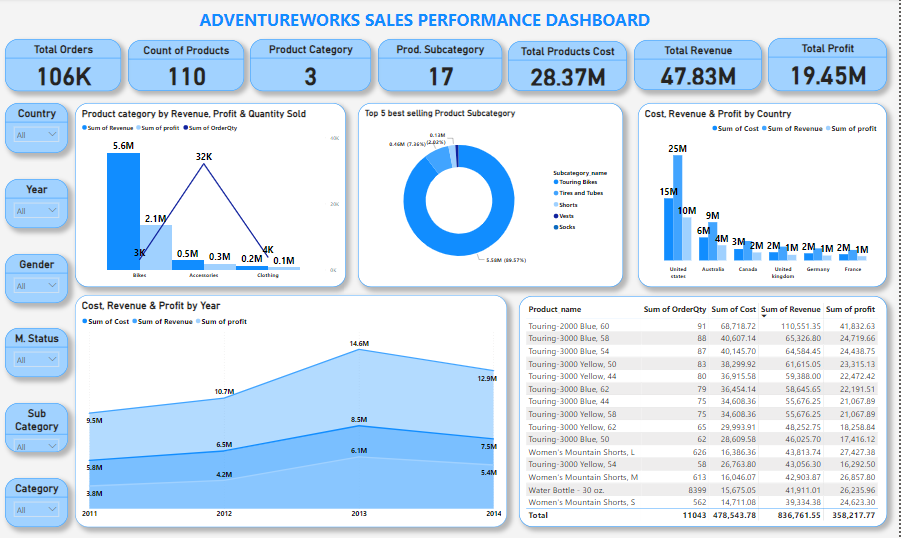 ADVENTUREWORKS SALES PERFORMANCE DASHBOARD
Total Orders
106K
Count of Products
110
Product Category
3
Prod. Subcategory
17
Total Products Cost
28.37M
Total Revenue
47.83M
Total Profit
19.45M
Country
All
Year
All
Gender
All
M. Status
All
Sub
Category
All
Category
All
Product category by Revenue, Profit & Quantity Sold
Sum of Revenue Sum of profit Sum of OrderQty
40K
20K
0K
5.6M
2.1M
3K
32K
0.5M
0.3M
4K
0.2M
0.1M
Bikes Accessories Clothing
Top 5 best selling Product Subcategory
0.13M
(2.02%)
0.46M (7.36%)
5.58M (89.57%)
Subcategory_name
Touring Bikes
Tires and Tubes
Shorts
Vests
Socks
Cost, Revenue & Profit by Country
Sum of Cost Sum of Revenue Sum of profit
15M 25M 10M
6M 9M 4M
3M 2M
2M 1M
2M 1M
2M 1M
United
states
Australia
Canada
United
kingdom
Germany
France
Cost, Revenue & Profit by Year
Sum of Cost Sum of Revenue Sum of profit
9.5M 10.7M 14.6M 12.9M
5.8M 6.5M 8.5M 7.5M
3.8M 4.2M 6.1M 5.4M
2011 2012 2013 2014
Product_name Sum of OrderQty Sum of Cost Sum of Revenue Sum of profit
Touring-2000 Blue, 60 91 68,718.72 110,551.35 41,832.63
Touring-3000 Blue, 58 88 40,607.14 65,326.80 24,719.66
Touring-3000 Blue, 54 87 40,145.70 64,584.45 24,438.75
Touring-3000 Yellow, 50 83 38,299.92 61,615.05 23,315.13
Touring-3000 Yellow, 44 80 36,915.58 59,388.00 22,472.42
Touring-3000 Blue, 62 79 36,454.14 58,645.65 22,191.51
Touring-3000 Blue, 44 75 34,608.36 55,676.25 21,067.89
Touring-3000 Yellow, 58 75 34,608.36 55,676.25 21,067.89
Touring-3000 Yellow, 62 65 29,993.91 48,252.75 18,258.84
Touring-3000 Blue, 50 62 28,609.58 46,025.70 17,416.12
Women's Mountain Shorts, L 626 16,386.36 43,813.74 27,427.38
Touring-3000 Yellow, 54 58 26,763.80 43,056.30 16,292.50
Women's Mountain Shorts, M 613 16,046.07 42,903.87 26,857.80
Water Bottle - 30 oz. 8399 15,675.05 41,911.01 26,235.96
Women's Mountain Shorts, S 562 14,711.08 39,334.38 24,623.30
Total 11043 478,543.78 836,761.55 358,217.77